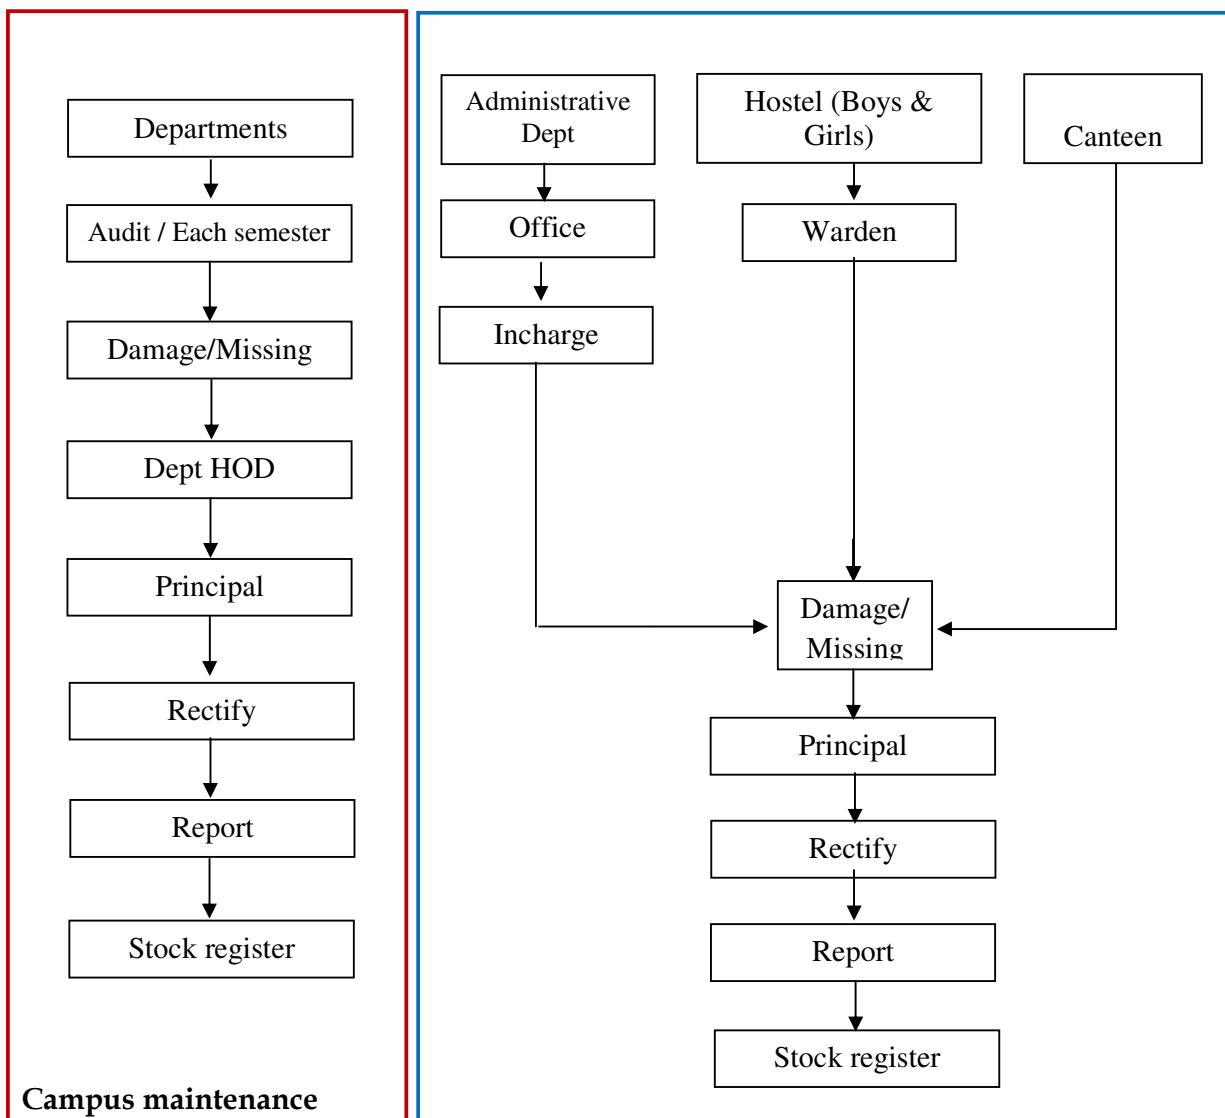 Departments
Audit / Each semester
Damage/Missing
Dept HOD
Principal
Rectify
Report
Stock register
Campus maintenance
Administrative
Dept
Office
Incharge
Hostel (Boys &
Girls)
Warden
Canteen
Damage/
Missing
Principal
Rectify
Report
Stock register